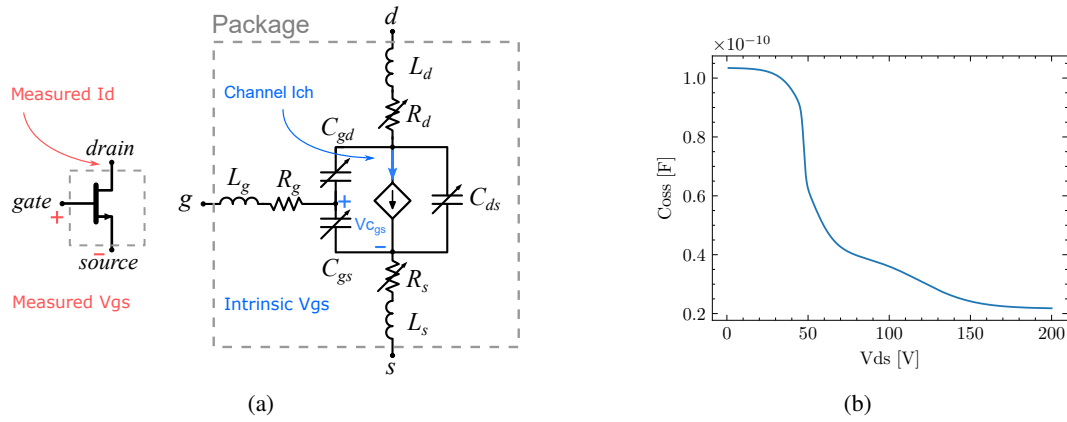 Package
d
L_d
Measured Id
Channel Ich
R_d
C_gd
drain
L_g
R_g
C_ds
gate
g
+
+
Vc_gs
−
−
source
C_gs
R_s
Measured Vgs
Intrinsic Vgs
L_s
s
(a)
×10^−10
1.0
0.8
0.6
0.4
0.2
Coss [F]
0
50
100
150
200
Vds [V]
(b)